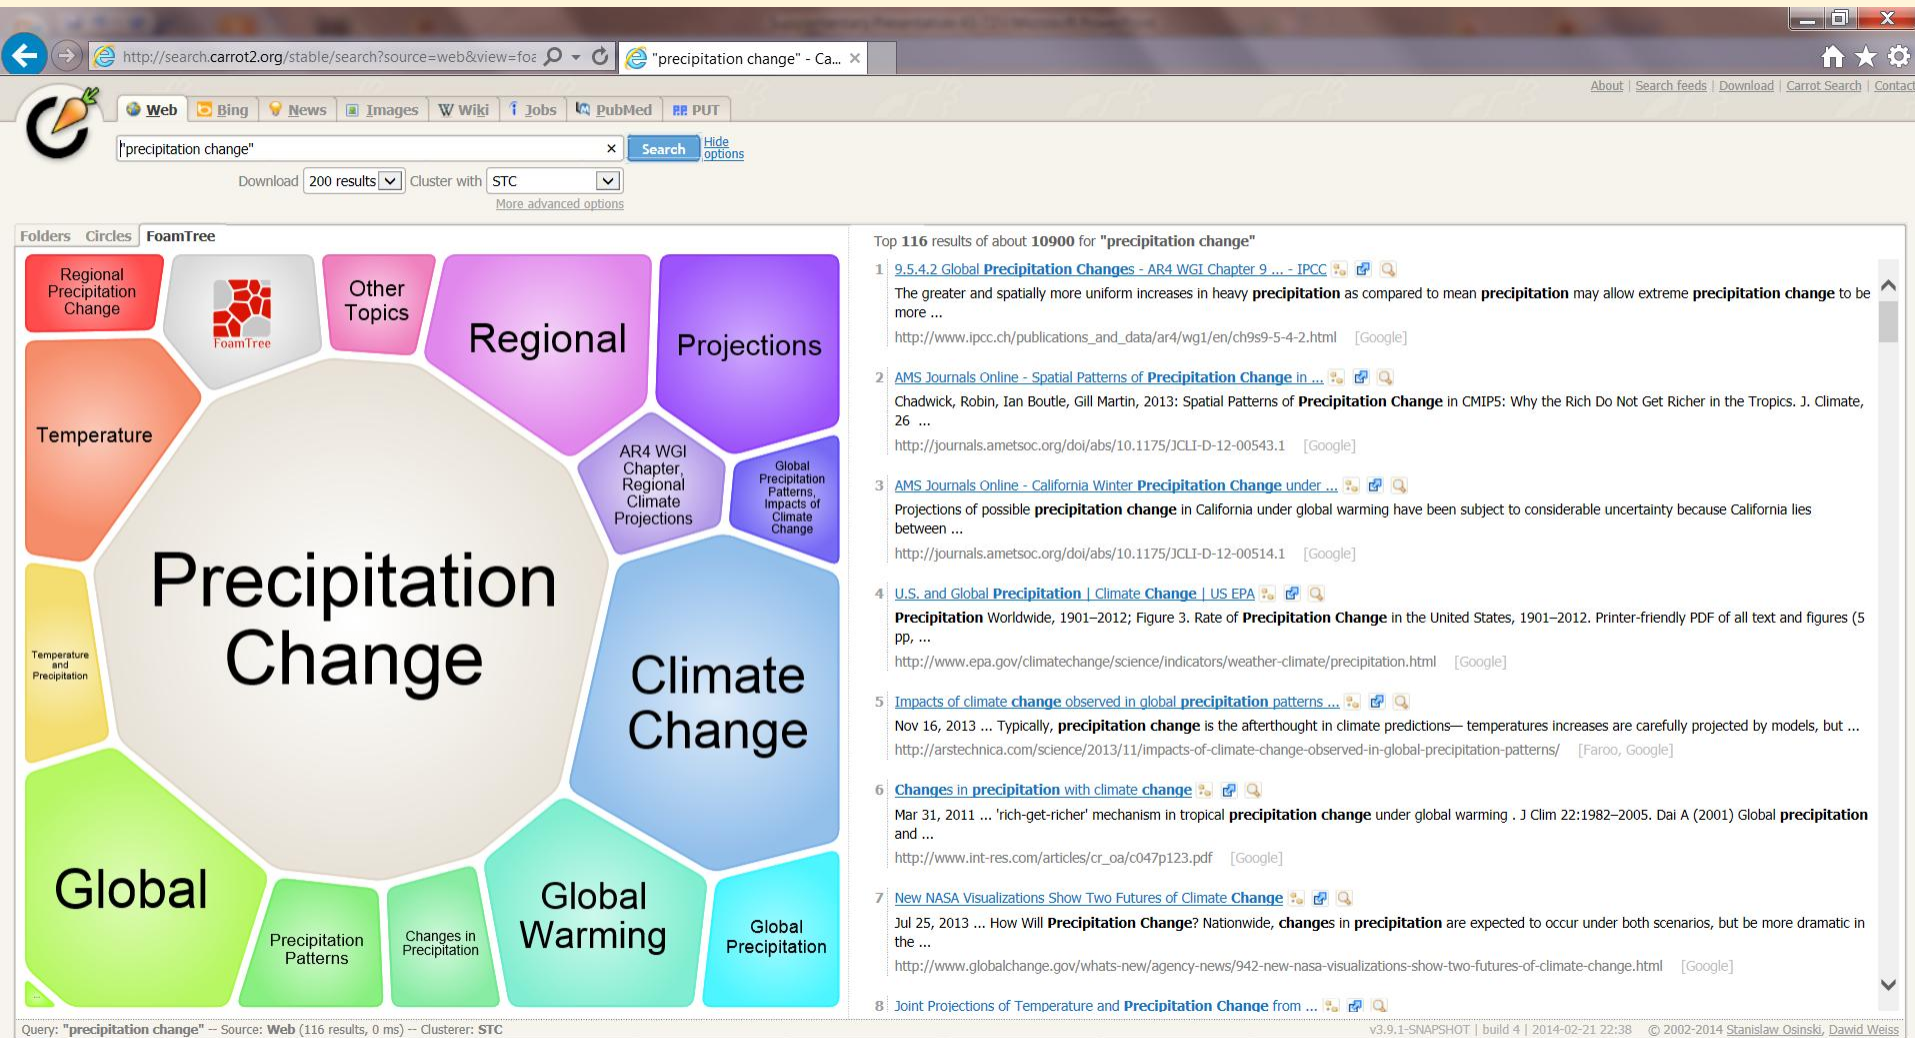 http://search.carrot2.org/stable/search?source=web&view=foa
"precipitation change" - Ca...
About | Search feeds | Download | Carrot Search | Contact
Web Bing News Images Wiki Jobs PubMed PUT
"precipitation change"
Search
Hide options
Download 200 results Cluster with STC
More advanced options
Folders Circles FoamTree
Regional
Precipitation
Change
FoamTree
Other
Topics
Regional
Projections
Temperature
AR4 WGI
Chapter,
Regional
Climate
Projections
Global
Precipitation
Patterns,
Impacts of
Climate
Change
Precipitation
Change
Temperature
and
Precipitation
Climate
Change
Global
Precipitation
Patterns
Changes in
Precipitation
Global
Warming
Global
Precipitation
...
Top 116 results of about 10900 for "precipitation change"
1 9.5.4.2 Global Precipitation Changes - AR4 WGI Chapter 9 ... - IPCC
The greater and spatially more uniform increases in heavy precipitation as compared to mean precipitation may allow extreme precipitation change to be
more ...
http://www.ipcc.ch/publications_and_data/ar4/wg1/en/ch9s9-5-4-2.html [Google]
2 AMS Journals Online - Spatial Patterns of Precipitation Change in ...
Chadwick, Robin, Ian Boutle, Gill Martin, 2013: Spatial Patterns of Precipitation Change in CMIP5: Why the Rich Do Not Get Richer in the Tropics. J. Climate,
26 ...
http://journals.ametsoc.org/doi/abs/10.1175/JCLI-D-12-00543.1 [Google]
3 AMS Journals Online - California Winter Precipitation Change under ...
Projections of possible precipitation change in California under global warming have been subject to considerable uncertainty because California lies
between ...
http://journals.ametsoc.org/doi/abs/10.1175/JCLI-D-12-00514.1 [Google]
4 U.S. and Global Precipitation | Climate Change | US EPA
Precipitation Worldwide, 1901–2012; Figure 3. Rate of Precipitation Change in the United States, 1901–2012. Printer-friendly PDF of all text and figures (5
pp, ...
http://www.epa.gov/climatechange/science/indicators/weather-climate/precipitation.html [Google]
5 Impacts of climate change observed in global precipitation patterns ...
Nov 16, 2013 ... Typically, precipitation change is the afterthought in climate predictions— temperatures increases are carefully projected by models, but ...
http://arstechnica.com/science/2013/11/impacts-of-climate-change-observed-in-global-precipitation-patterns/ [Faroo, Google]
6 Changes in precipitation with climate change
Mar 31, 2011 ... 'rich-get-richer' mechanism in tropical precipitation change under global warming . J Clim 22:1982–2005. Dai A (2001) Global precipitation
and ...
http://www.int-res.com/articles/cr_oa/c047p123.pdf [Google]
7 New NASA Visualizations Show Two Futures of Climate Change
Jul 25, 2013 ... How Will Precipitation Change? Nationwide, changes in precipitation are expected to occur under both scenarios, but be more dramatic in
the ...
http://www.globalchange.gov/whats-new/agency-news/942-new-nasa-visualizations-show-two-futures-of-climate-change.html [Google]
8 Joint Projections of Temperature and Precipitation Change from ...
Query: "precipitation change" -- Source: Web (116 results, 0 ms) -- Clusterer: STC
v3.9.1-SNAPSHOT | build 4 | 2014-02-21 22:38 © 2002-2014 Stanislaw Osinski, Dawid Weiss